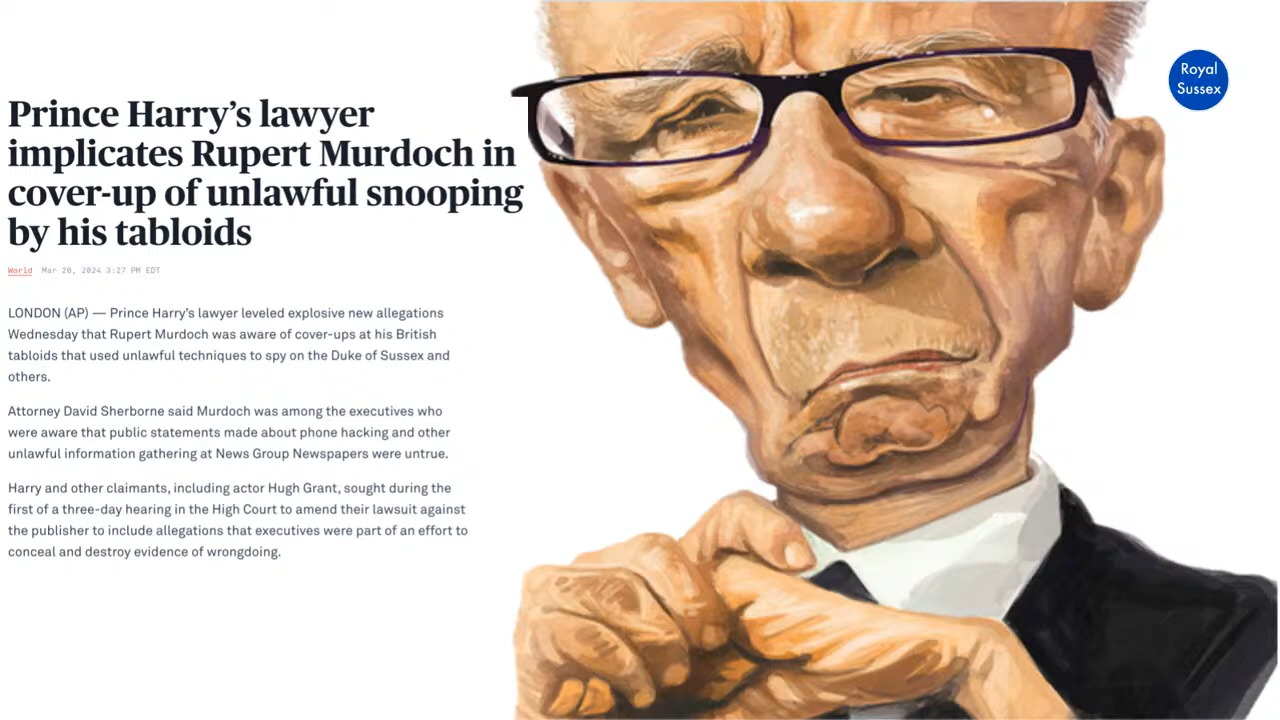 Royal
Sussex
Prince Harry’s lawyer
implicates Rupert Murdoch in
cover-up of unlawful snooping
by his tabloids
World Mar 20, 2024 3:27 PM EDT
LONDON (AP) — Prince Harry’s lawyer leveled explosive new allegations
Wednesday that Rupert Murdoch was aware of cover-ups at his British
tabloids that used unlawful techniques to spy on the Duke of Sussex and
others.
Attorney David Sherborne said Murdoch was among the executives who
were aware that public statements made about phone hacking and other
unlawful information gathering at News Group Newspapers were untrue.
Harry and other claimants, including actor Hugh Grant, sought during the
first of a three-day hearing in the High Court to amend their lawsuit against
the publisher to include allegations that executives were part of an effort to
conceal and destroy evidence of wrongdoing.